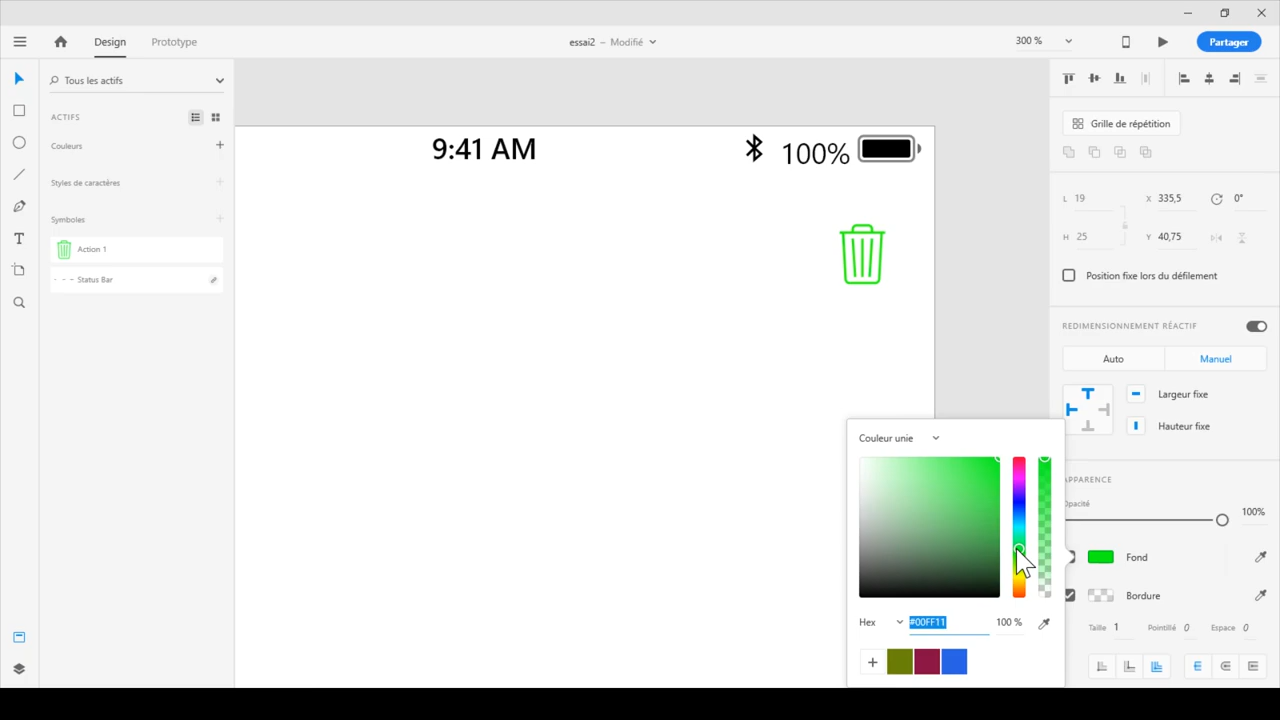 Design
Prototype
essai2 – Modifié
300 %
Partager
Tous les actifs
ACTIFS
Couleurs
Styles de caractères
Symboles
Action 1
Status Bar
9:41 AM
100%
Grille de répétition
L 19 X 335,5 0°
H 25 Y 40,75
Position fixe lors du défilement
REDIMENSIONNEMENT RÉACTIF
Auto
Manuel
Largeur fixe
Hauteur fixe
APPARENCE
Opacité
100%
Fond
Bordure
Taille 1 Pointillé 0 Espace 0
Couleur unie
Hex #00FF11 100 %